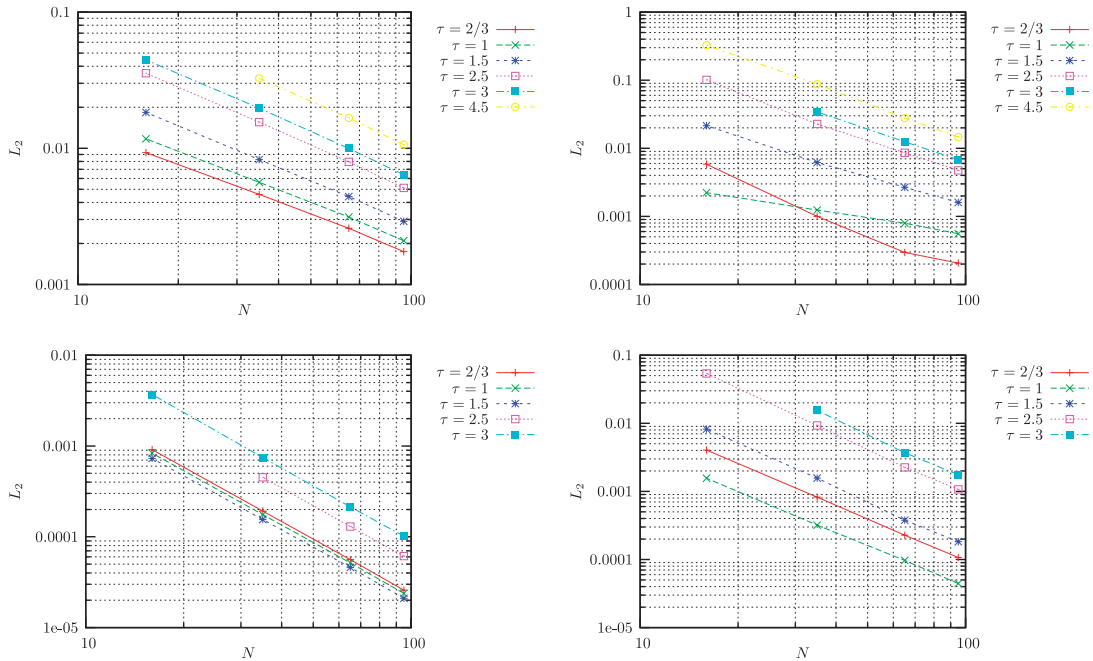 0.1
0.01
0.001
L₂
10
100
N
τ = 2/3
τ = 1
τ = 1.5
τ = 2.5
τ = 3
τ = 4.5
1
0.1
0.01
0.001
0.0001
L₂
10
100
N
τ = 2/3
τ = 1
τ = 1.5
τ = 2.5
τ = 3
τ = 4.5
0.01
0.001
0.0001
1e-05
L₂
10
100
N
τ = 2/3
τ = 1
τ = 1.5
τ = 2.5
τ = 3
0.1
0.01
0.001
0.0001
1e-05
L₂
10
100
N
τ = 2/3
τ = 1
τ = 1.5
τ = 2.5
τ = 3